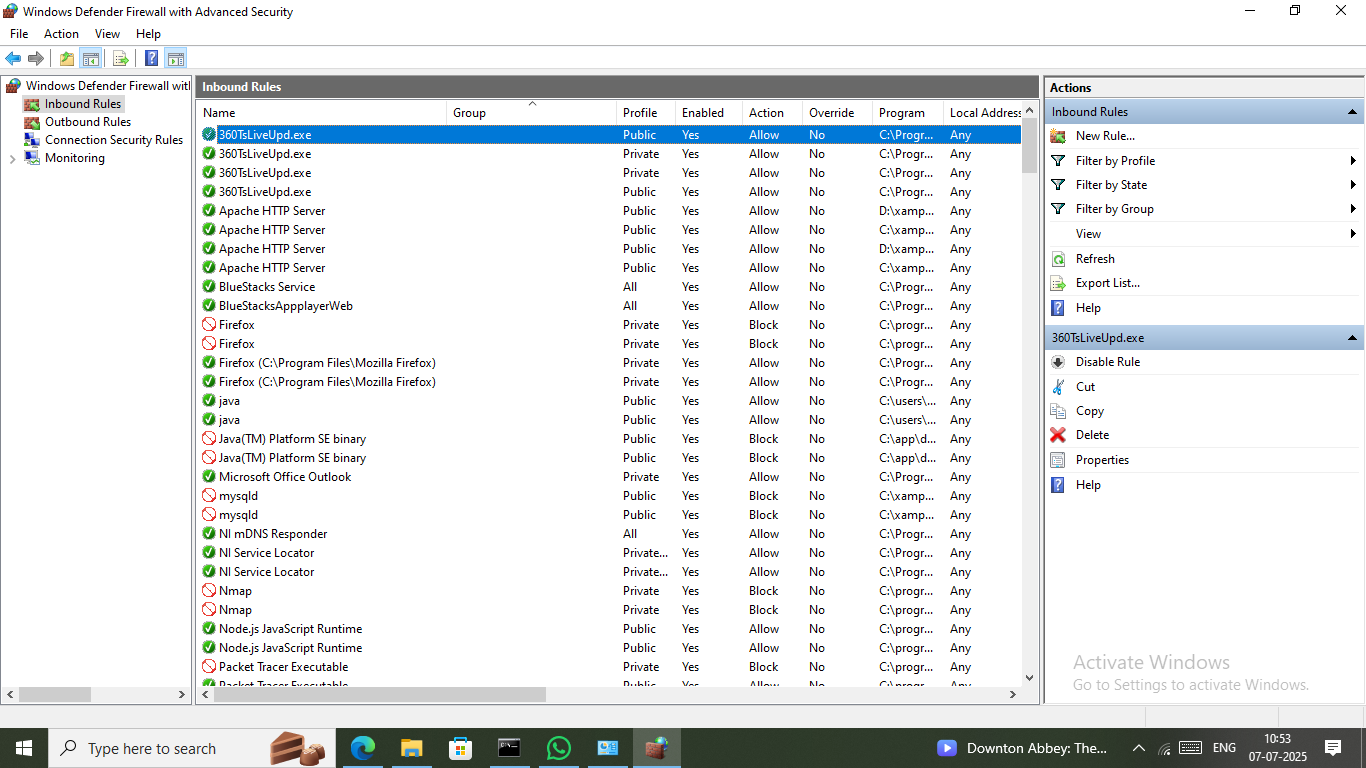 Windows Defender Firewall with Advanced Security
File Action View Help
Windows Defender Firewall witl
Inbound Rules
Outbound Rules
Connection Security Rules
Monitoring
Inbound Rules
Name Group Profile Enabled Action Override Program Local Address
360TsLiveUpd.exe Public Yes Allow No C:\Progr... Any
360TsLiveUpd.exe Private Yes Allow No C:\Progr... Any
360TsLiveUpd.exe Private Yes Allow No C:\Progr... Any
360TsLiveUpd.exe Public Yes Allow No C:\Progr... Any
Apache HTTP Server Public Yes Allow No D:\xamp... Any
Apache HTTP Server Public Yes Allow No C:\xamp... Any
Apache HTTP Server Public Yes Allow No D:\xamp... Any
Apache HTTP Server Public Yes Allow No C:\xamp... Any
BlueStacks Service All Yes Allow No C:\Progr... Any
BlueStacksAppplayerWeb All Yes Allow No C:\Progr... Any
Firefox Private Yes Block No C:\progr... Any
Firefox Private Yes Block No C:\progr... Any
Firefox (C:\Program Files\Mozilla Firefox) Private Yes Allow No C:\Progr... Any
Firefox (C:\Program Files\Mozilla Firefox) Private Yes Allow No C:\Progr... Any
java Public Yes Allow No C:\users\... Any
java Public Yes Allow No C:\users\... Any
Java(TM) Platform SE binary Public Yes Block No C:\app\d... Any
Java(TM) Platform SE binary Public Yes Block No C:\app\d... Any
Microsoft Office Outlook Private Yes Allow No C:\Progr... Any
mysqld Public Yes Block No C:\xamp... Any
mysqld Public Yes Block No C:\xamp... Any
NI mDNS Responder All Yes Allow No C:\Progr... Any
NI Service Locator Private... Yes Allow No C:\Progr... Any
NI Service Locator Private... Yes Allow No C:\Progr... Any
Nmap Private Yes Block No C:\progr... Any
Nmap Private Yes Block No C:\progr... Any
Node.js JavaScript Runtime Public Yes Allow No C:\progr... Any
Node.js JavaScript Runtime Public Yes Allow No C:\progr... Any
Packet Tracer Executable Private Yes Block No C:\progr... Any
Packet Tracer Executable Public Yes Allow No C:\progr... Any
Actions
Inbound Rules
New Rule...
Filter by Profile
Filter by State
Filter by Group
View
Refresh
Export List...
Help
360TsLiveUpd.exe
Disable Rule
Cut
Copy
Delete
Properties
Help
Activate Windows
Go to Settings to activate Windows.
Type here to search
Downton Abbey: The...
ENG
10:53
07-07-2025